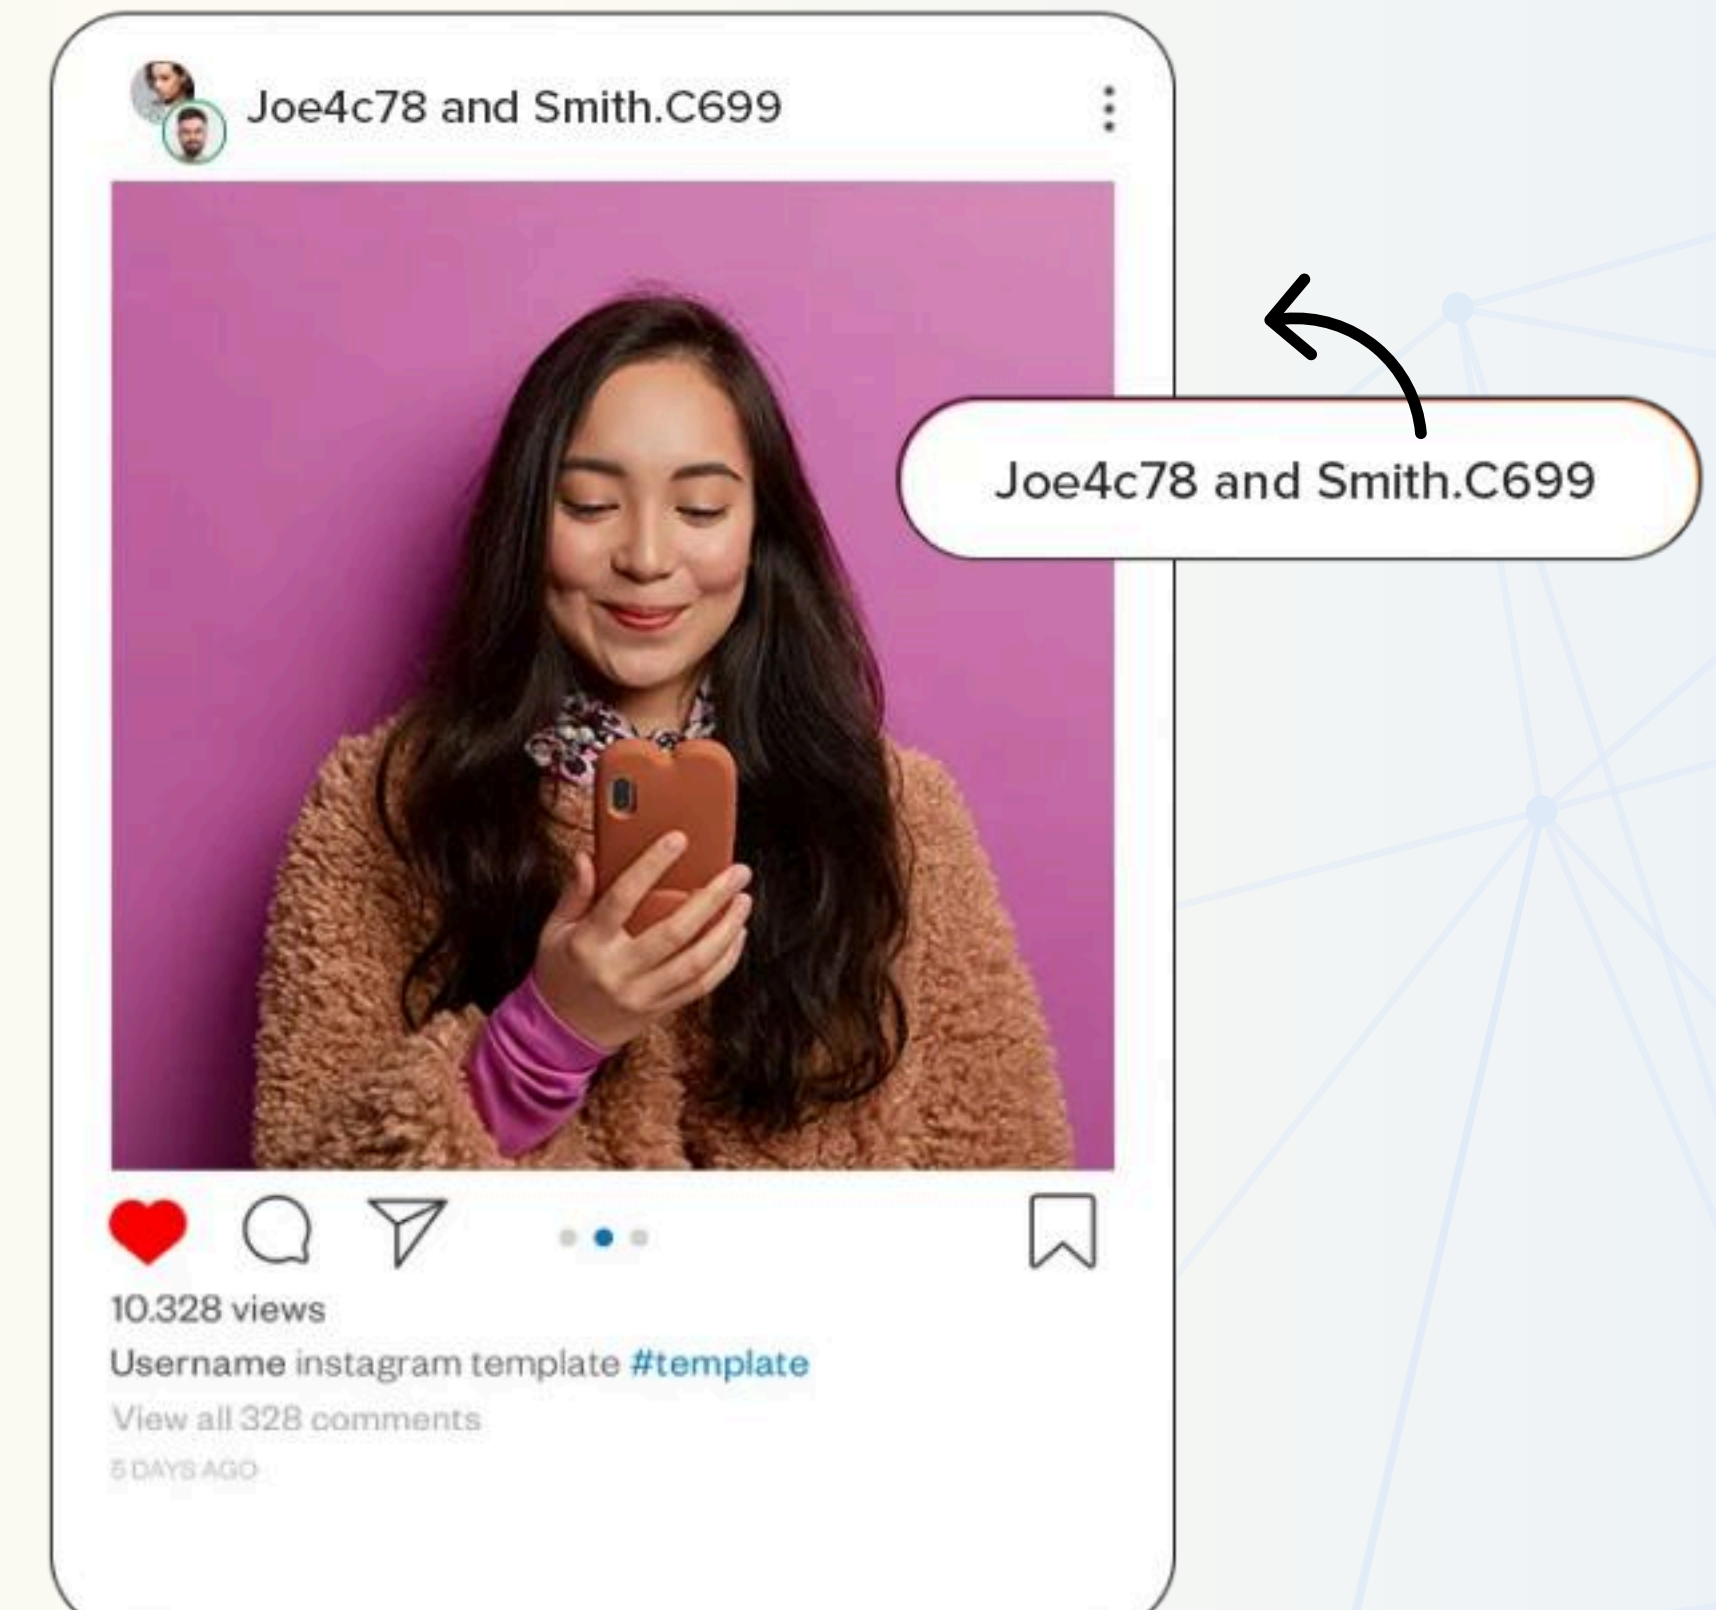 Joe4c78 and Smith.C699
Joe4c78 and Smith.C699
10.328 views
Username instagram template #template
View all 328 comments
5 DAYS AGO